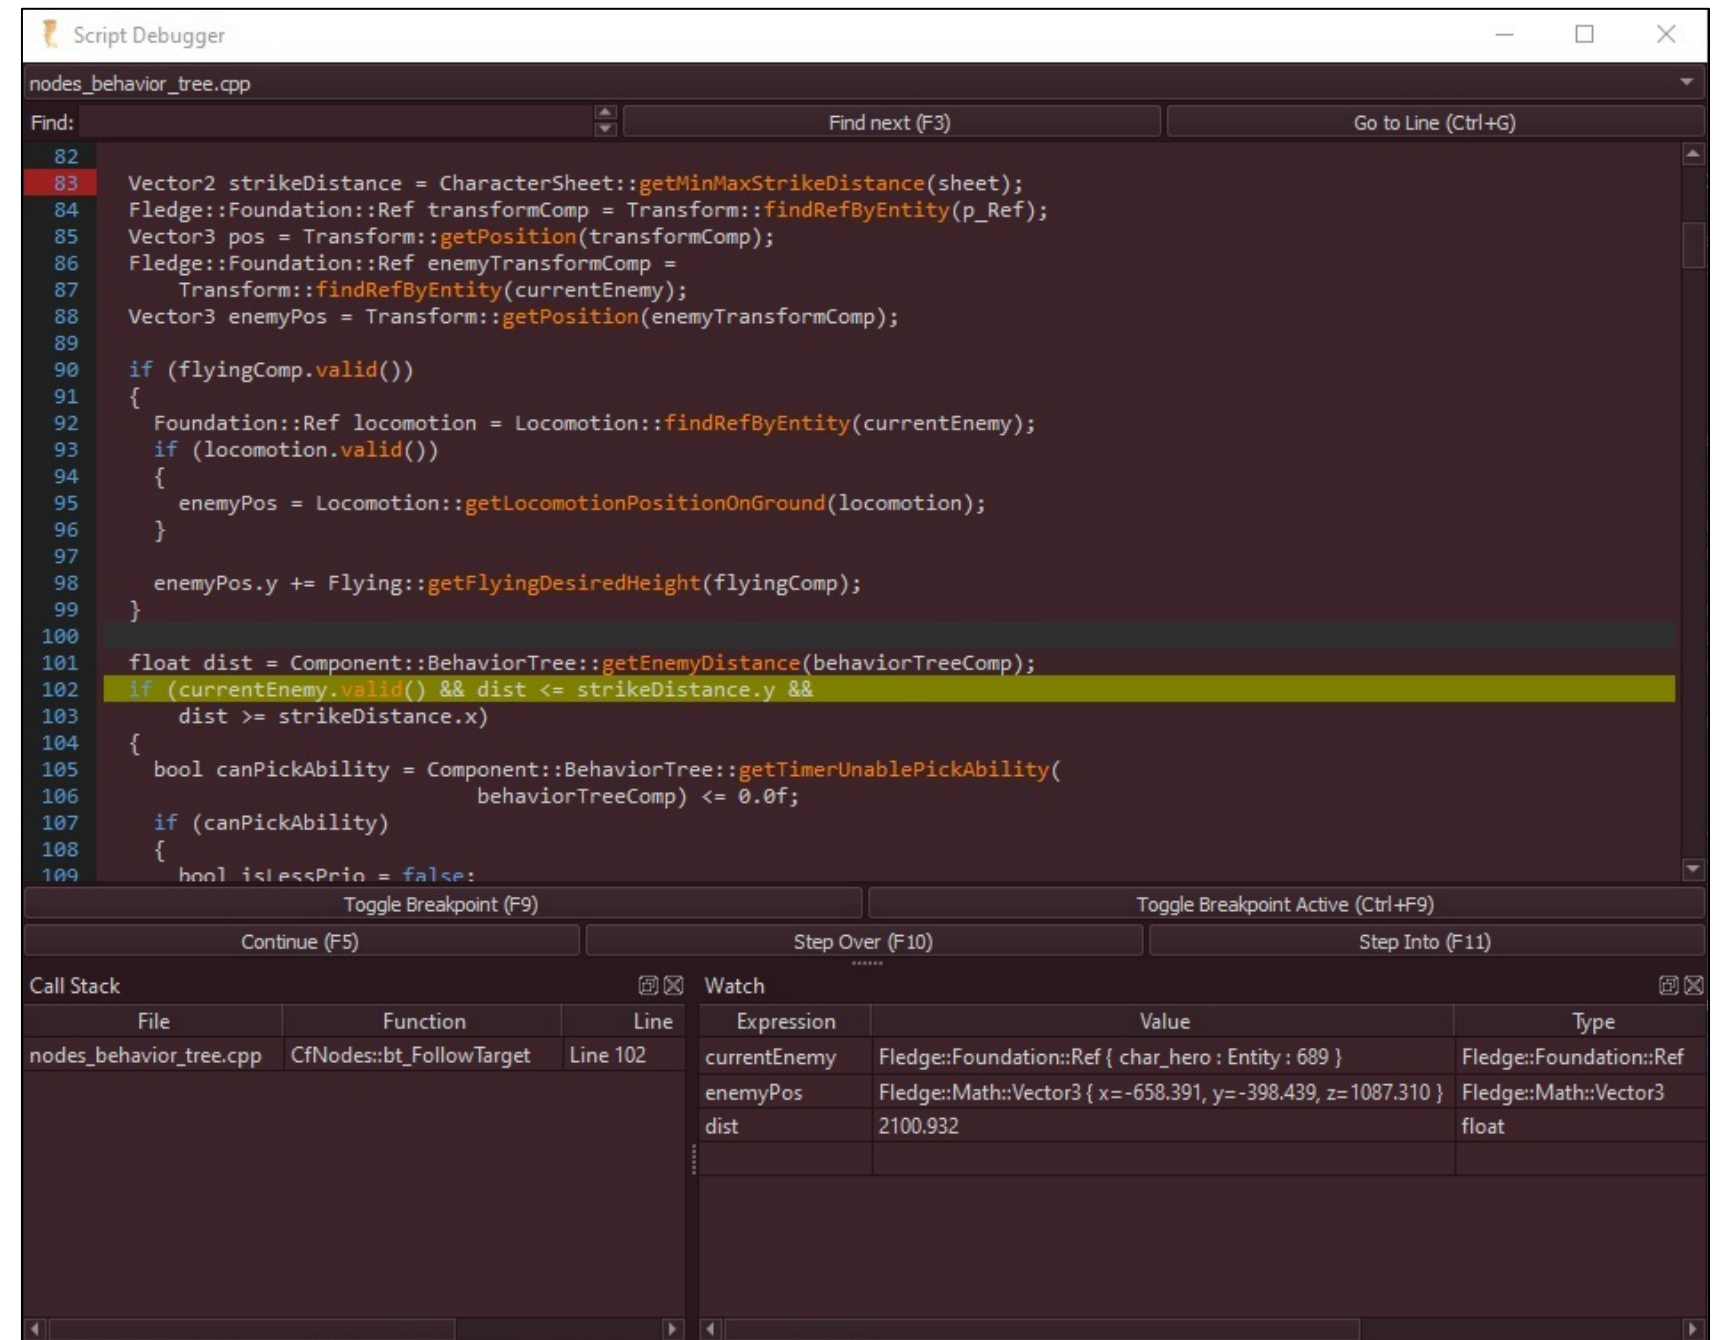 Script Debugger
nodes_behavior_tree.cpp
Find: Find next (F3) Go to Line (Ctrl+G)
82
83 Vector2 strikeDistance = CharacterSheet::getMinMaxStrikeDistance(sheet);
84 Fledge::Foundation::Ref transformComp = Transform::findRefByEntity(p_Ref);
85 Vector3 pos = Transform::getPosition(transformComp);
86 Fledge::Foundation::Ref enemyTransformComp =
87 Transform::findRefByEntity(currentEnemy);
88 Vector3 enemyPos = Transform::getPosition(enemyTransformComp);
89
90 if (flyingComp.valid())
91 {
92 Foundation::Ref locomotion = Locomotion::findRefByEntity(currentEnemy);
93 if (locomotion.valid())
94 {
95 enemyPos = Locomotion::getLocomotionPositionOnGround(locomotion);
96 }
97
98 enemyPos.y += Flying::getFlyingDesiredHeight(flyingComp);
99 }
100
101 float dist = Component::BehaviorTree::getEnemyDistance(behaviorTreeComp);
102 if (currentEnemy.valid() && dist <= strikeDistance.y &&
103 dist >= strikeDistance.x)
104 {
105 bool canPickAbility = Component::BehaviorTree::getTimerUnablePickAbility(
106 behaviorTreeComp) <= 0.0f;
107 if (canPickAbility)
108 {
109 bool isLessPrio = false;
Toggle Breakpoint (F9) Toggle Breakpoint Active (Ctrl+F9)
Continue (F5) Step Over (F10) Step Into (F11)
Call Stack
File Function Line
nodes_behavior_tree.cpp CfNodes::bt_FollowTarget Line 102
Watch
Expression Value Type
currentEnemy Fledge::Foundation::Ref { char_hero : Entity : 689 } Fledge::Foundation::Ref
enemyPos Fledge::Math::Vector3 { x=-658.391, y=-398.439, z=1087.310 } Fledge::Math::Vector3
dist 2100.932 float